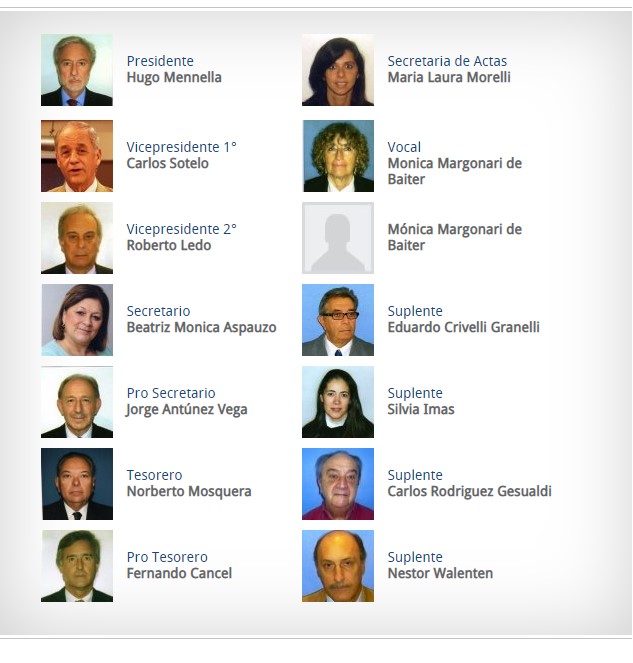 Presidente
Hugo Mennella
Vicepresidente 1°
Carlos Sotelo
Vicepresidente 2°
Roberto Ledo
Secretario
Beatriz Monica Aspauzo
Pro Secretario
Jorge Antúnez Vega
Tesorero
Norberto Mosquera
Pro Tesorero
Fernando Cancel
Secretaria de Actas
Maria Laura Morelli
Vocal
Monica Margonari de
Baiter
Mónica Margonari de
Baiter
Suplente
Eduardo Crivelli Granelli
Suplente
Silvia Imas
Suplente
Carlos Rodriguez Gesualdi
Suplente
Nestor Walenten